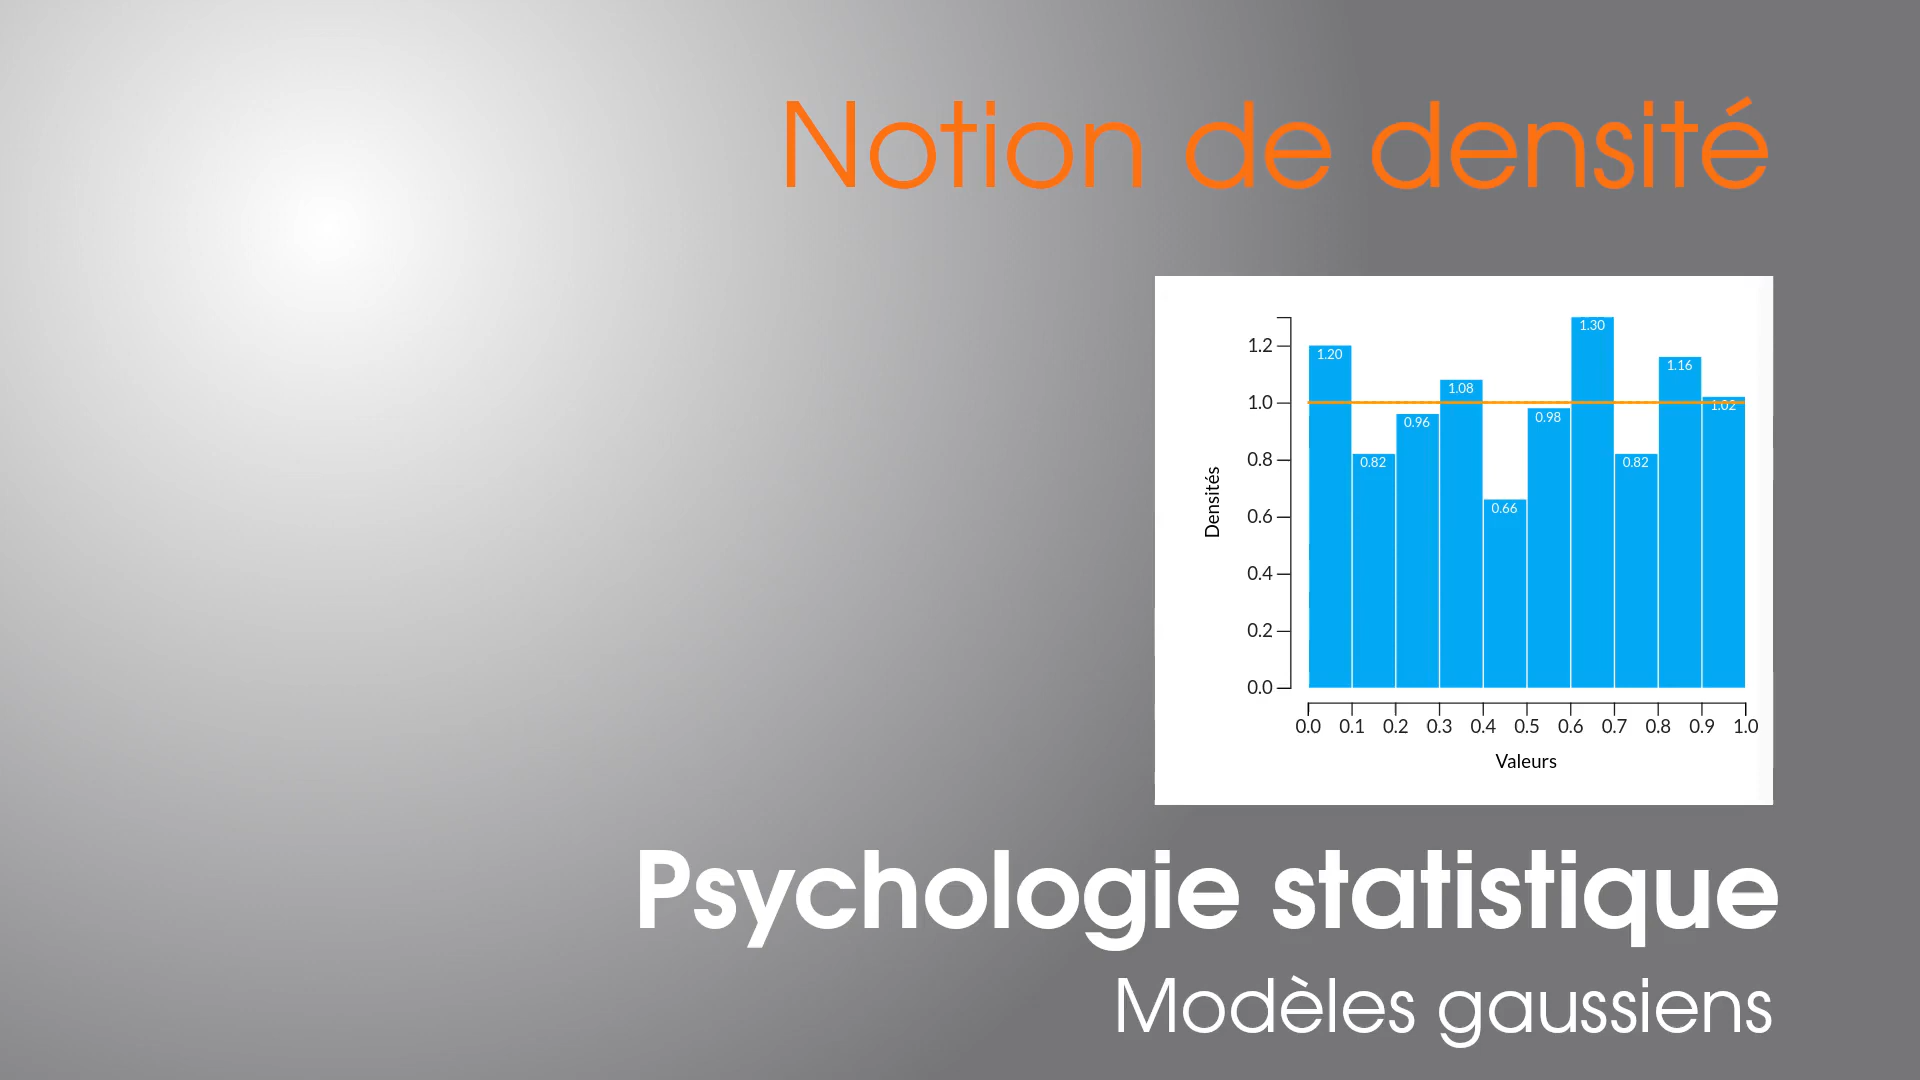 Notion de densité
1.30
1.2
1.20
1.16
1.08
1.0
1.02
0.96
0.98
0.8
0.82
0.82
Densités
0.6
0.66
0.4
0.2
0.0
0.0 0.1 0.2 0.3 0.4 0.5 0.6 0.7 0.8 0.9 1.0
Valeurs
Psychologie statistique
Modèles gaussiens